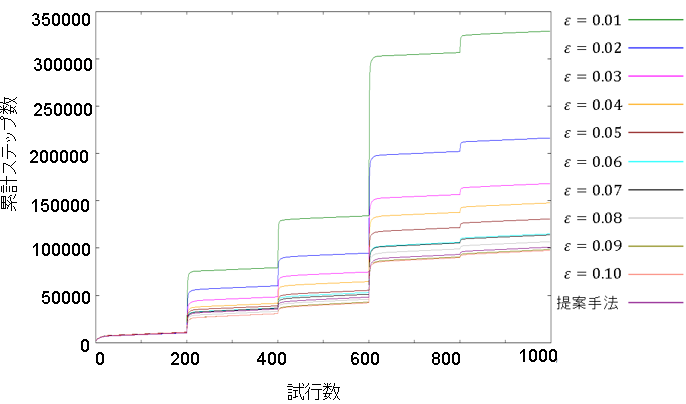 350000
300000
250000
200000
150000
100000
50000
0
累計ステップ数
0
200
400
600
800
1000
試行数
ε = 0.01
ε = 0.02
ε = 0.03
ε = 0.04
ε = 0.05
ε = 0.06
ε = 0.07
ε = 0.08
ε = 0.09
ε = 0.10
提案手法